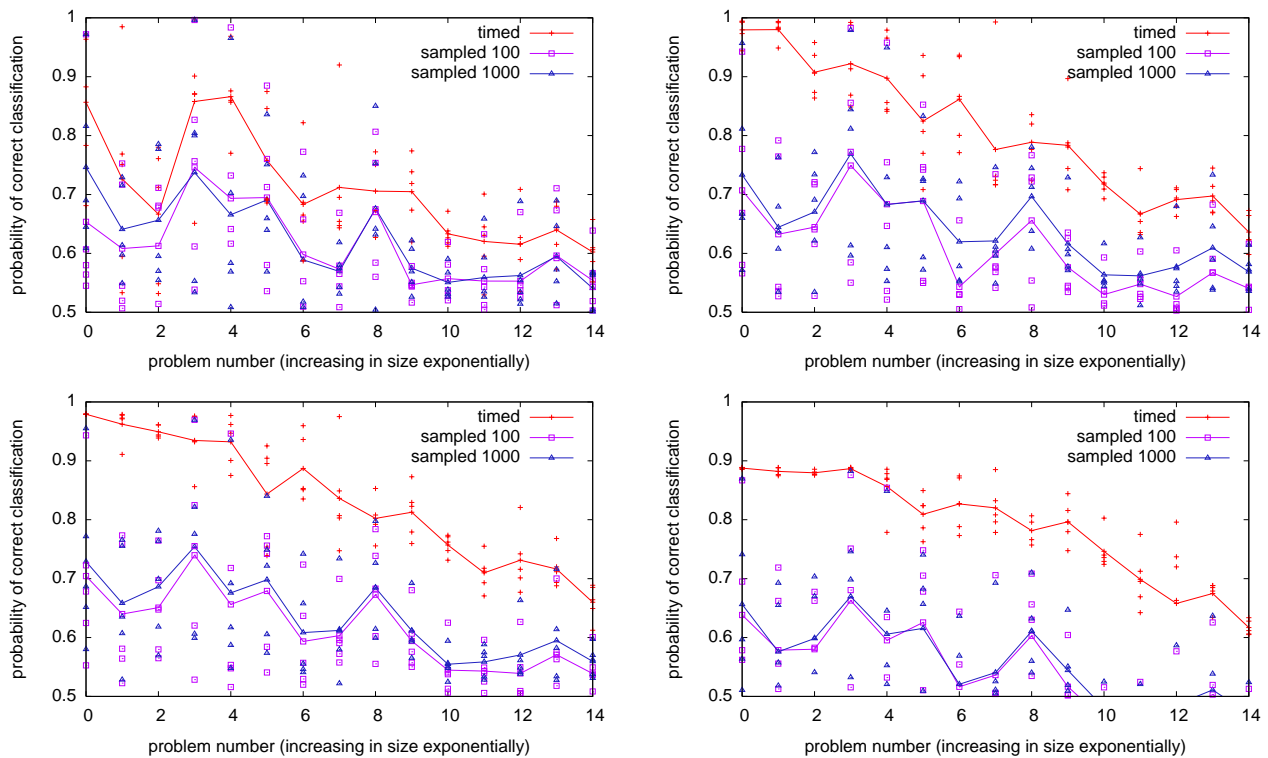 1
0.9
0.8
0.7
0.6
0.5
0 2 4 6 8 10 12 14
probability of correct classification
problem number (increasing in size exponentially)
timed
sampled 100
sampled 1000
1
0.9
0.8
0.7
0.6
0.5
0 2 4 6 8 10 12 14
probability of correct classification
problem number (increasing in size exponentially)
timed
sampled 100
sampled 1000
1
0.9
0.8
0.7
0.6
0.5
0 2 4 6 8 10 12 14
probability of correct classification
problem number (increasing in size exponentially)
timed
sampled 100
sampled 1000
1
0.9
0.8
0.7
0.6
0.5
0 2 4 6 8 10 12 14
probability of correct classification
problem number (increasing in size exponentially)
timed
sampled 100
sampled 1000